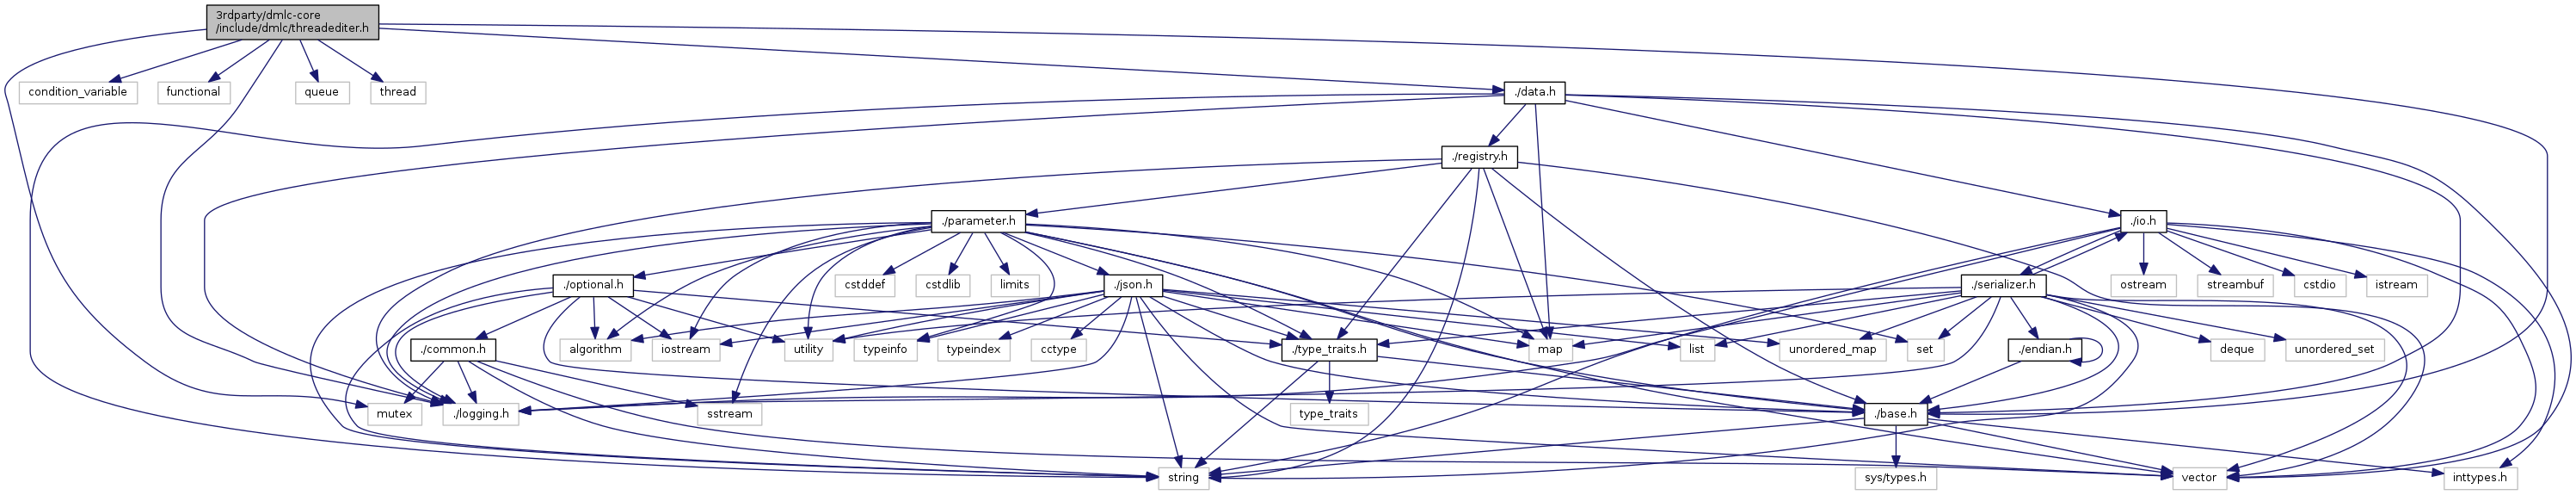 3rdparty/dmlc-core
/include/dmlc/threadediter.h
condition_variable
functional
queue
thread
./data.h
./registry.h
./parameter.h
./io.h
./optional.h
cstddef
cstdlib
limits
./json.h
./serializer.h
ostream
streambuf
cstdio
istream
./common.h
algorithm
iostream
utility
typeinfo
typeindex
cctype
./type_traits.h
map
list
unordered_map
set
./endian.h
deque
unordered_set
mutex
./logging.h
sstream
type_traits
./base.h
string
sys/types.h
vector
inttypes.h